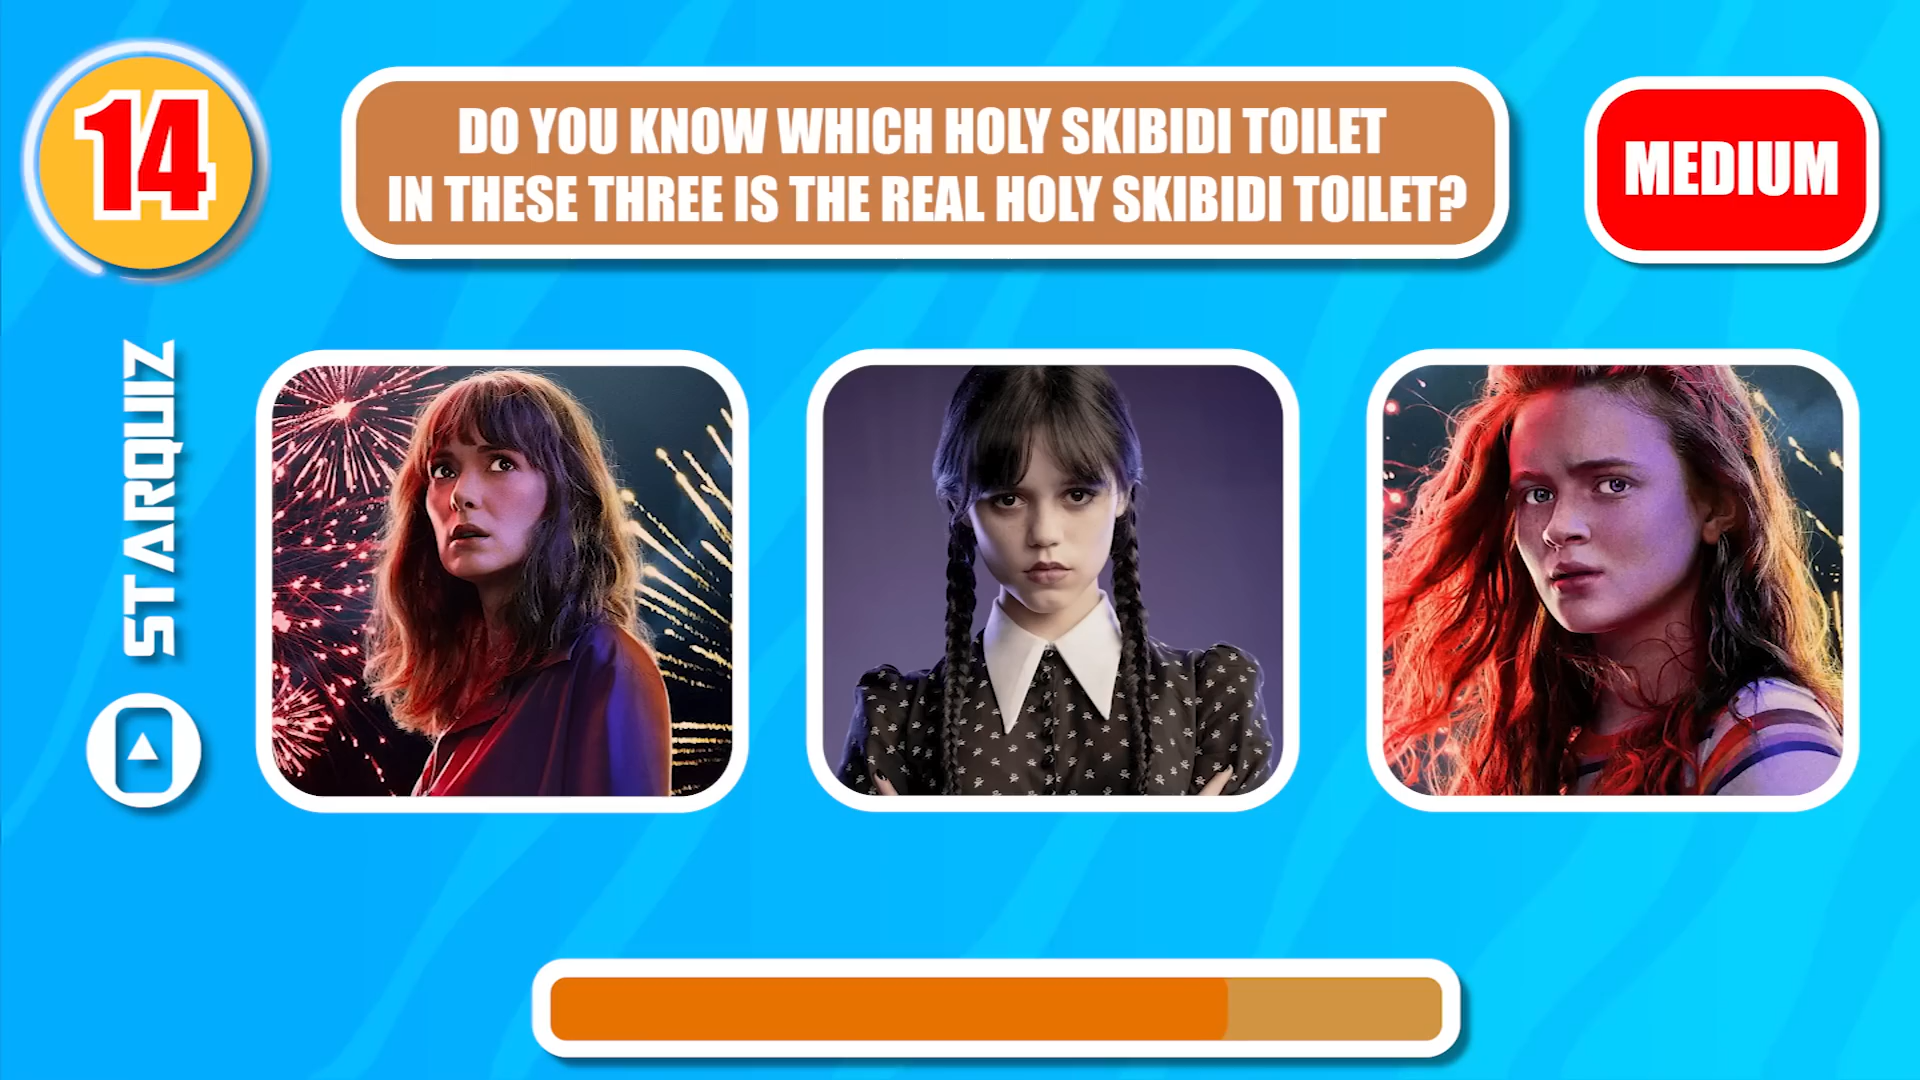 14
DO YOU KNOW WHICH HOLY SKIBIDI TOILET
IN THESE THREE IS THE REAL HOLY SKIBIDI TOILET?
MEDIUM
STARQUIZ